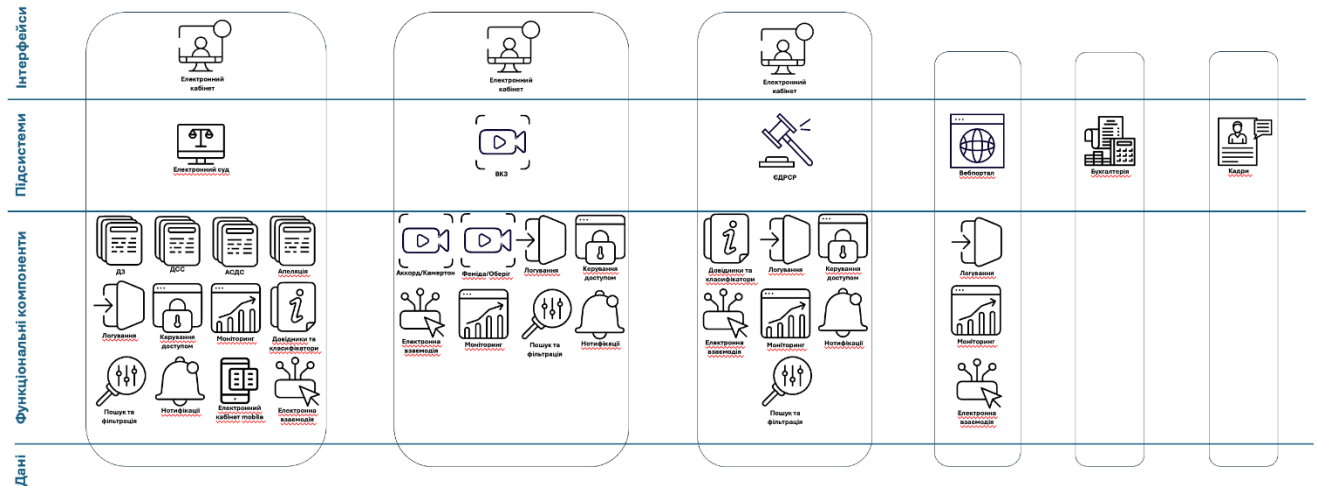 Інтерфейси
Електронний
кабінет
Електронний
кабінет
Електронний
кабінет
Підсистеми
Електронний суд
ВКЗ
ЄДРСР
Вебпортал
Бухгалтерія
Кадри
Функціональні компоненти
ДЗ
ДСС
АСДС
Апеляція
Логування
Керування
доступом
Моніторинг
Довідники та
класифікатори
Пошук та
фільтрація
Нотифікації
Електронний
кабінет mobile
Електронна
взаємодія
Аккорд/Камертон
Феміда/Оберіг
Логування
Керування
доступом
Електронна
взаємодія
Моніторинг
Пошук та
фільтрація
Нотифікації
Довідники та
класифікатори
Логування
Керування
доступом
Електронна
взаємодія
Моніторинг
Нотифікації
Пошук та
фільтрація
Логування
Моніторинг
Електронна
взаємодія
Дані